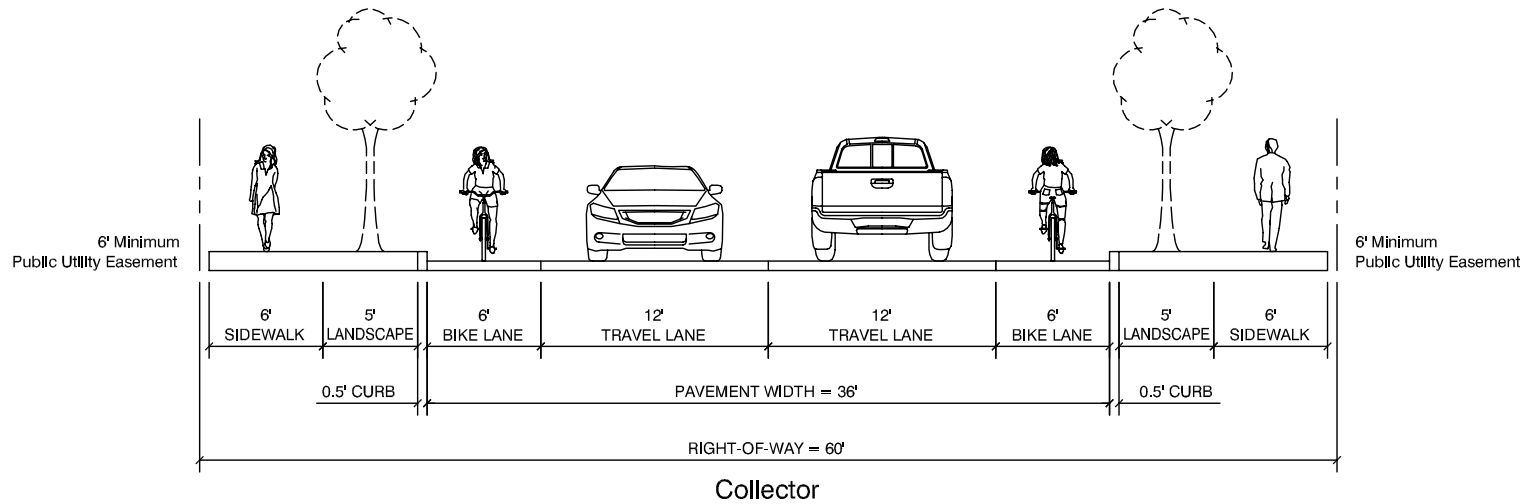 6' Minimum
Public Utility Easement
6' Minimum
Public Utility Easement
6'
SIDEWALK
5'
LANDSCAPE
6'
BIKE LANE
12'
TRAVEL LANE
12'
TRAVEL LANE
6'
BIKE LANE
5'
LANDSCAPE
6'
SIDEWALK
0.5' CURB
PAVEMENT WIDTH = 36'
0.5' CURB
RIGHT-OF-WAY = 60'
Collector